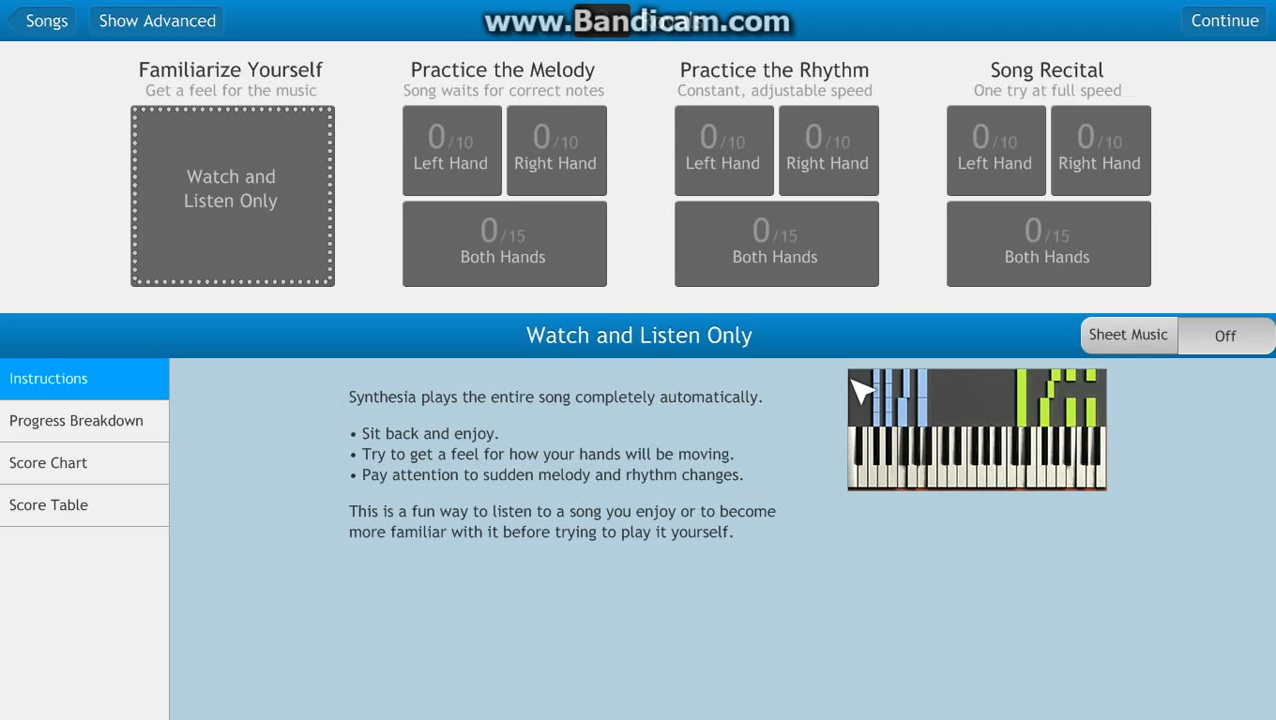 Songs
Show Advanced
www.Bandicam.com
Continue
Familiarize Yourself
Get a feel for the music
Watch and
Listen Only
Practice the Melody
Song waits for correct notes
0/10
Left Hand
0/10
Right Hand
0/15
Both Hands
Practice the Rhythm
Constant, adjustable speed
0/10
Left Hand
0/10
Right Hand
0/15
Both Hands
Song Recital
One try at full speed
0/10
Left Hand
0/10
Right Hand
0/15
Both Hands
Watch and Listen Only
Sheet Music
Off
Instructions
Progress Breakdown
Score Chart
Score Table
Synthesia plays the entire song completely automatically.
• Sit back and enjoy.
• Try to get a feel for how your hands will be moving.
• Pay attention to sudden melody and rhythm changes.
This is a fun way to listen to a song you enjoy or to become
more familiar with it before trying to play it yourself.